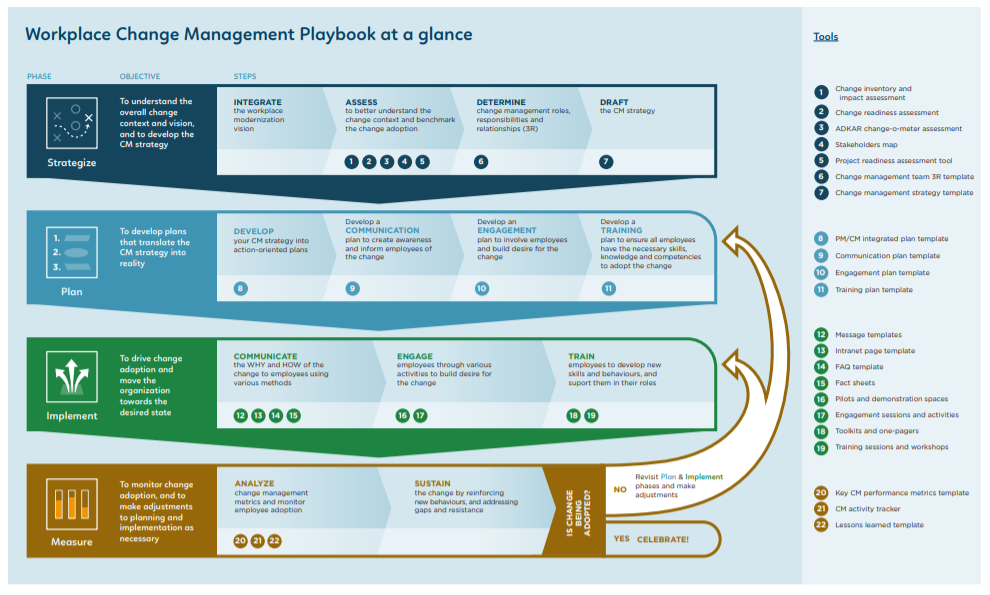 Workplace Change Management Playbook at a glance
PHASE
OBJECTIVE
STEPS
Strategize
To understand the
overall change
context and vision,
and to develop the
CM strategy
INTEGRATE
the workplace
modernization
vision
ASSESS
to better understand the
change context and benchmark
the change adoption
1 2 3 4 5
DETERMINE
change management roles,
responsibilities and
relationships (3R)
6
DRAFT
the CM strategy
7
1.
2.
3.
Plan
To develop plans
that translate the
CM strategy into
reality
DEVELOP
your CM strategy into
action-oriented plans
8
Develop a
COMMUNICATION
plan to create awareness
and inform employees of
the change
9
Develop an
ENGAGEMENT
plan to involve employees
and build desire for the
change
10
Develop a
TRAINING
plan to ensure all employees
have the necessary skills,
knowledge and competencies
to adopt the change
11
Implement
To drive change
adoption and
move the
organization
towards the
desired state
COMMUNICATE
the WHY and HOW of the
change to employees using
various methods
12 13 14 15
ENGAGE
employees through various
activities to build desire for
the change
16 17
TRAIN
employees to develop new
skills and behaviours, and
suport them in their roles
18 19
Measure
To monitor change
adoption, and to
make adjustments
to planning and
implementation as
necessary
ANALYZE
change management
metrics and monitor
employee adoption
20 21 22
SUSTAIN
the change by reinforcing
new behaviours, and addressing
gaps and resistance
IS CHANGE
BEING
ADOPTED?
NO
Revisit Plan & Implement
phases and make
adjustments
YES CELEBRATE!
Tools
1 Change inventory and
impact assessment
2 Change readiness assessment
3 ADKAR change-o-meter assessment
4 Stakeholders map
5 Project readiness assessment tool
6 Change management team 3R template
7 Change management strategy template
8 PM/CM integrated plan template
9 Communication plan template
10 Engagement plan template
11 Training plan template
12 Message templates
13 Intranet page template
14 FAQ template
15 Fact sheets
16 Pilots and demonstration spaces
17 Engagement sessions and activities
18 Toolkits and one-pagers
19 Training sessions and workshops
20 Key CM performance metrics template
21 CM activity tracker
22 Lessons learned template